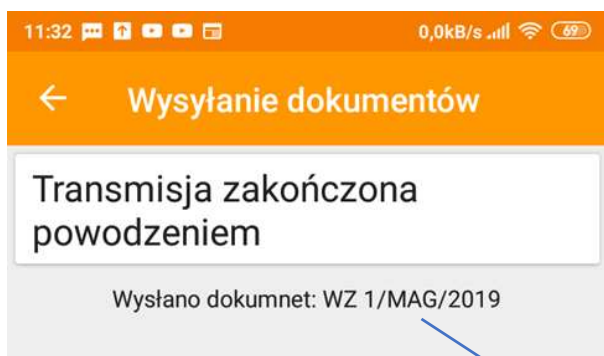 11:32 0,0kB/s 69
Wysyłanie dokumentów
Transmisja zakończona
powodzeniem
Wysłano dokumnet: WZ 1/MAG/2019